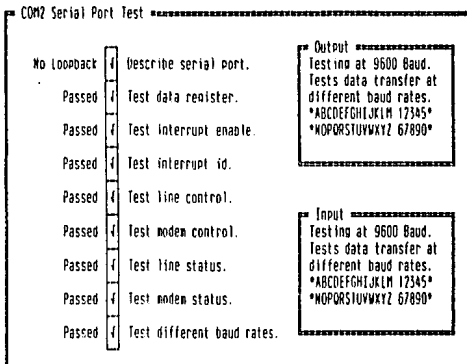 COM2 Serial Port Test
No Loopback √ Describe serial port.
Passed √ Test data register.
Passed √ Test interrupt enable.
Passed √ Test interrupt id.
Passed √ Test line control.
Passed √ Test modem control.
Passed √ Test line status.
Passed √ Test modem status.
Passed √ Test different baud rates.
Output
Testing at 9600 Baud.
Tests data transfer at
different baud rates.
*ABCDEFGHIJKLM 12345*
*NOPQRSTUVWXYZ 67890*
Input
Testing at 9600 Baud.
Tests data transfer at
different baud rates.
*ABCDEFGHIJKLM 12345*
*NOPQRSTUVWXYZ 67890*